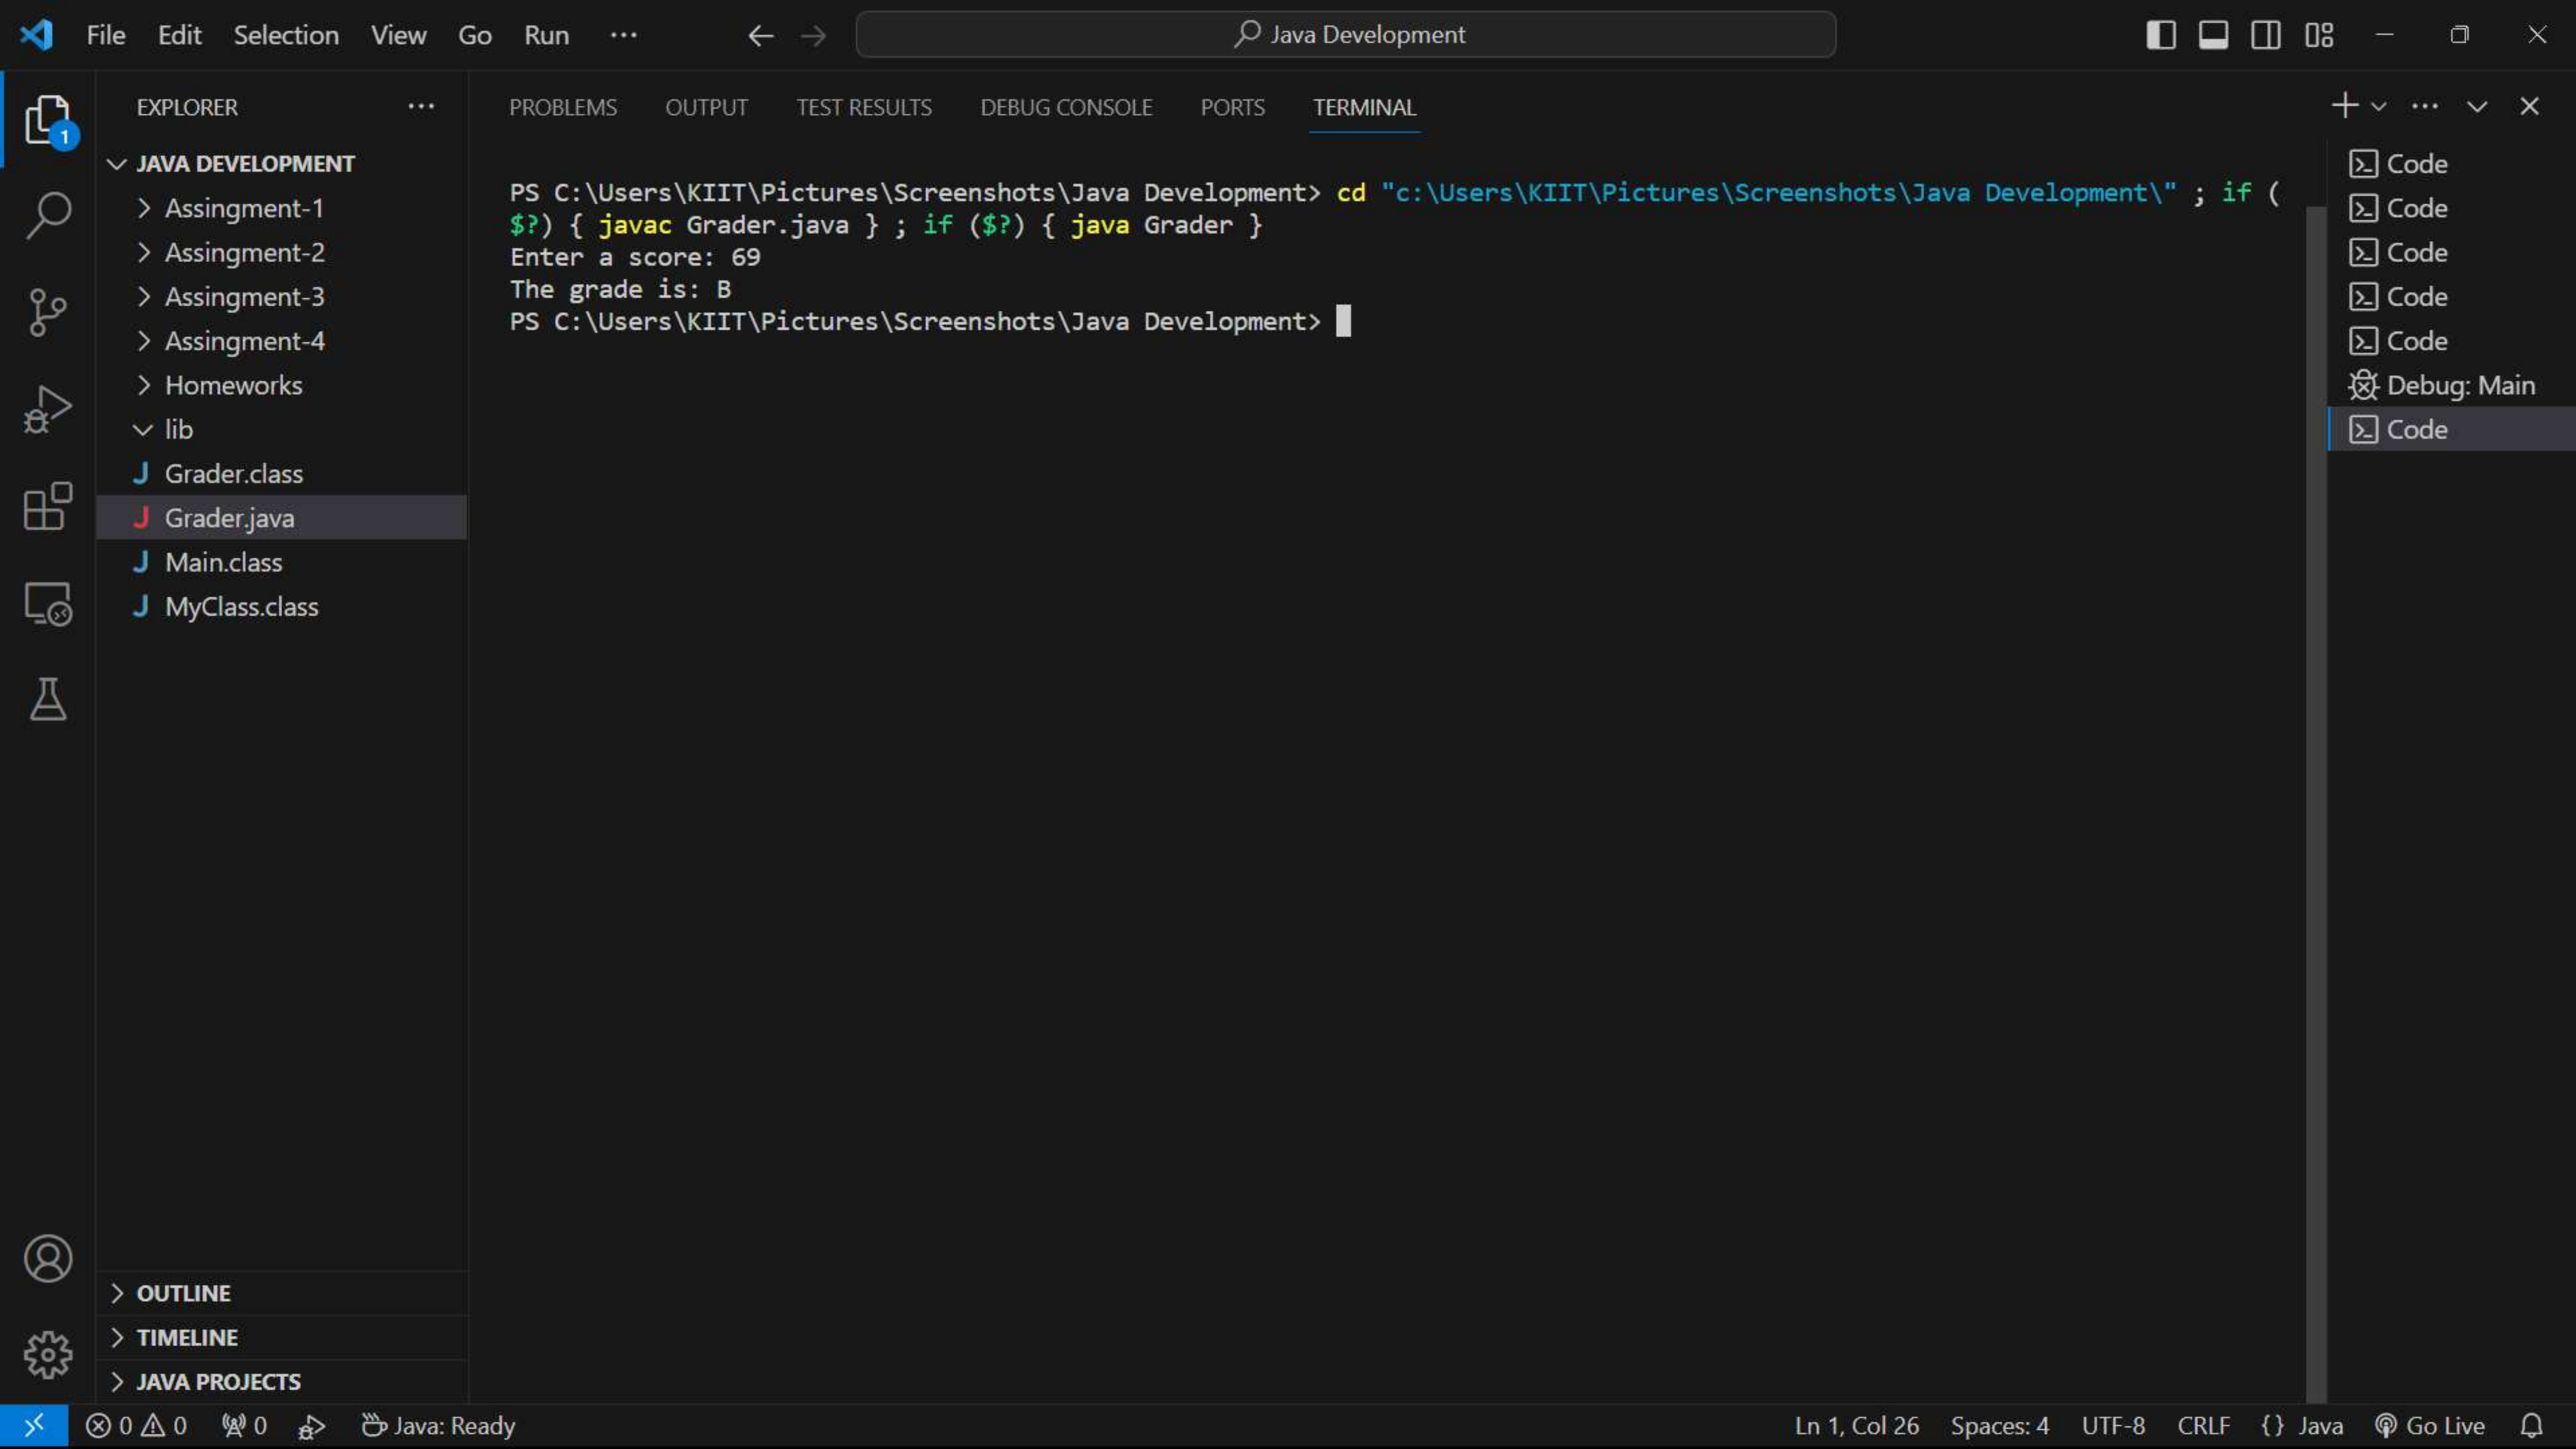 File Edit Selection View Go Run ··· Java Development
EXPLORER ···
JAVA DEVELOPMENT
Assingment-1
Assingment-2
Assingment-3
Assingment-4
Homeworks
lib
Grader.class
Grader.java
Main.class
MyClass.class
OUTLINE
TIMELINE
JAVA PROJECTS
PROBLEMS OUTPUT TEST RESULTS DEBUG CONSOLE PORTS TERMINAL
PS C:\Users\KIIT\Pictures\Screenshots\Java Development> cd "c:\Users\KIIT\Pictures\Screenshots\Java Development\" ; if (
$?) { javac Grader.java } ; if ($?) { java Grader }
Enter a score: 69
The grade is: B
PS C:\Users\KIIT\Pictures\Screenshots\Java Development>
Code
Code
Code
Code
Code
Debug: Main
Code
1
0 0 0 Java: Ready Ln 1, Col 26 Spaces: 4 UTF-8 CRLF {} Java Go Live